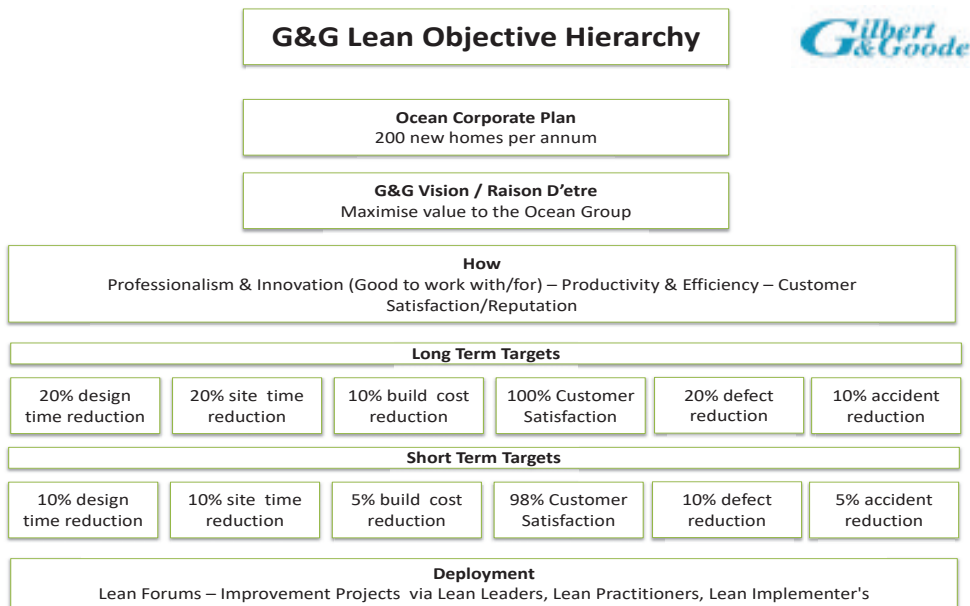 G&G Lean Objective Hierarchy
Gilbert
&Goode
Ocean Corporate Plan
200 new homes per annum
G&G Vision / Raison D'etre
Maximise value to the Ocean Group
How
Professionalism & Innovation (Good to work with/for) – Productivity & Efficiency – Customer
Satisfaction/Reputation
Long Term Targets
20% design
time reduction
20% site time
reduction
10% build cost
reduction
100% Customer
Satisfaction
20% defect
reduction
10% accident
reduction
Short Term Targets
10% design
time reduction
10% site time
reduction
5% build cost
reduction
98% Customer
Satisfaction
10% defect
reduction
5% accident
reduction
Deployment
Lean Forums – Improvement Projects via Lean Leaders, Lean Practitioners, Lean Implementer's